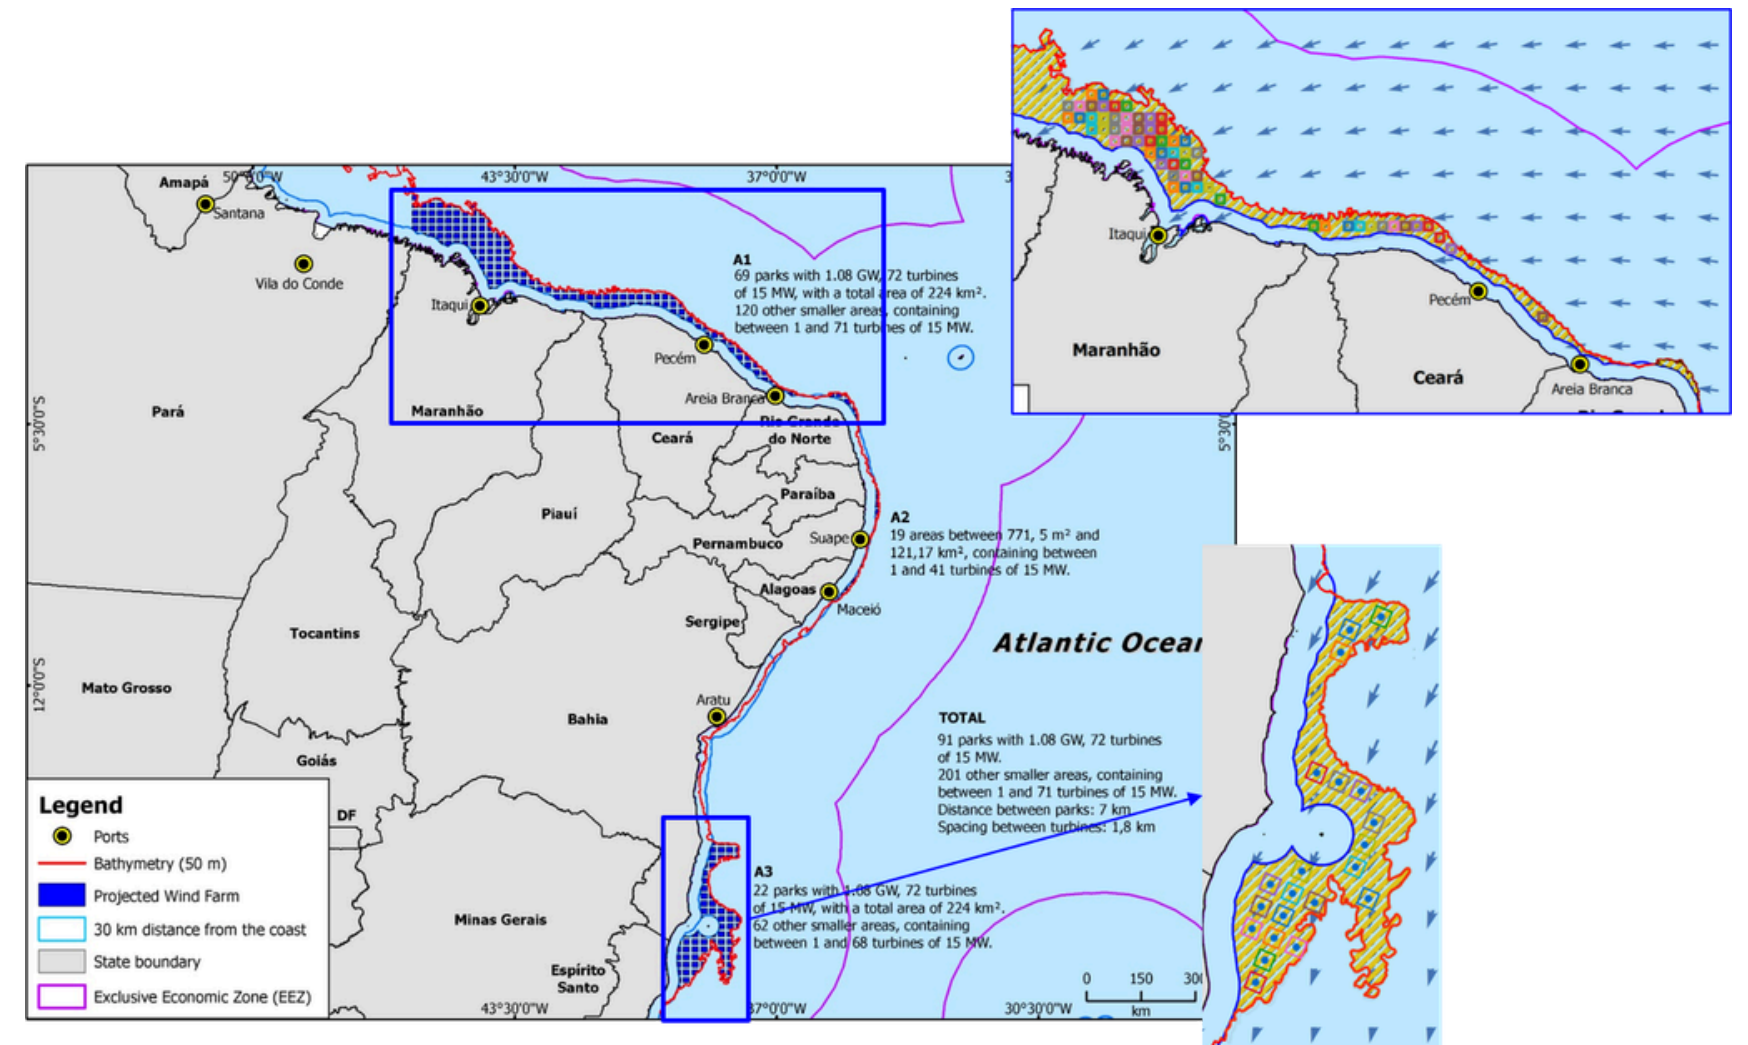 Amapá
Santana
50°0'0"W
43°30'0"W
37°0'0"W
3
Vila do Conde
Itaqui
A1
69 parks with 1.08 GW, 72 turbines
of 15 MW, with a total area of 224 km².
120 other smaller areas, containing
between 1 and 71 turbines of 15 MW.
Pecém
Areia Branca
Pará
Maranhão
Ceará
Rio Grande
do Norte
5°30'0"S
5°30'
Paraíba
Piauí
Pernambuco
Suape
A2
19 areas between 771, 5 m² and
121,17 km², containing between
1 and 41 turbines of 15 MW.
Alagoas
Maceió
Sergipe
Tocantins
Atlantic Ocean
12°0'0"S
Mato Grosso
Aratu
Bahia
Goiás
TOTAL
91 parks with 1.08 GW, 72 turbines
of 15 MW.
201 other smaller areas, containing
between 1 and 71 turbines of 15 MW.
Distance between parks: 7 km
Spacing between turbines: 1,8 km
DF
Minas Gerais
Espírito
Santo
A3
22 parks with 1.08 GW, 72 turbines
of 15 MW, with a total area of 224 km².
62 other smaller areas, containing
between 1 and 68 turbines of 15 MW.
Legend
Ports
Bathymetry (50 m)
Projected Wind Farm
30 km distance from the coast
State boundary
Exclusive Economic Zone (EEZ)
0 150 300
km
43°30'0"W
37°0'0"W
30°30'0"W
Itaqui
Pecém
Maranhão
Ceará
Areia Branca